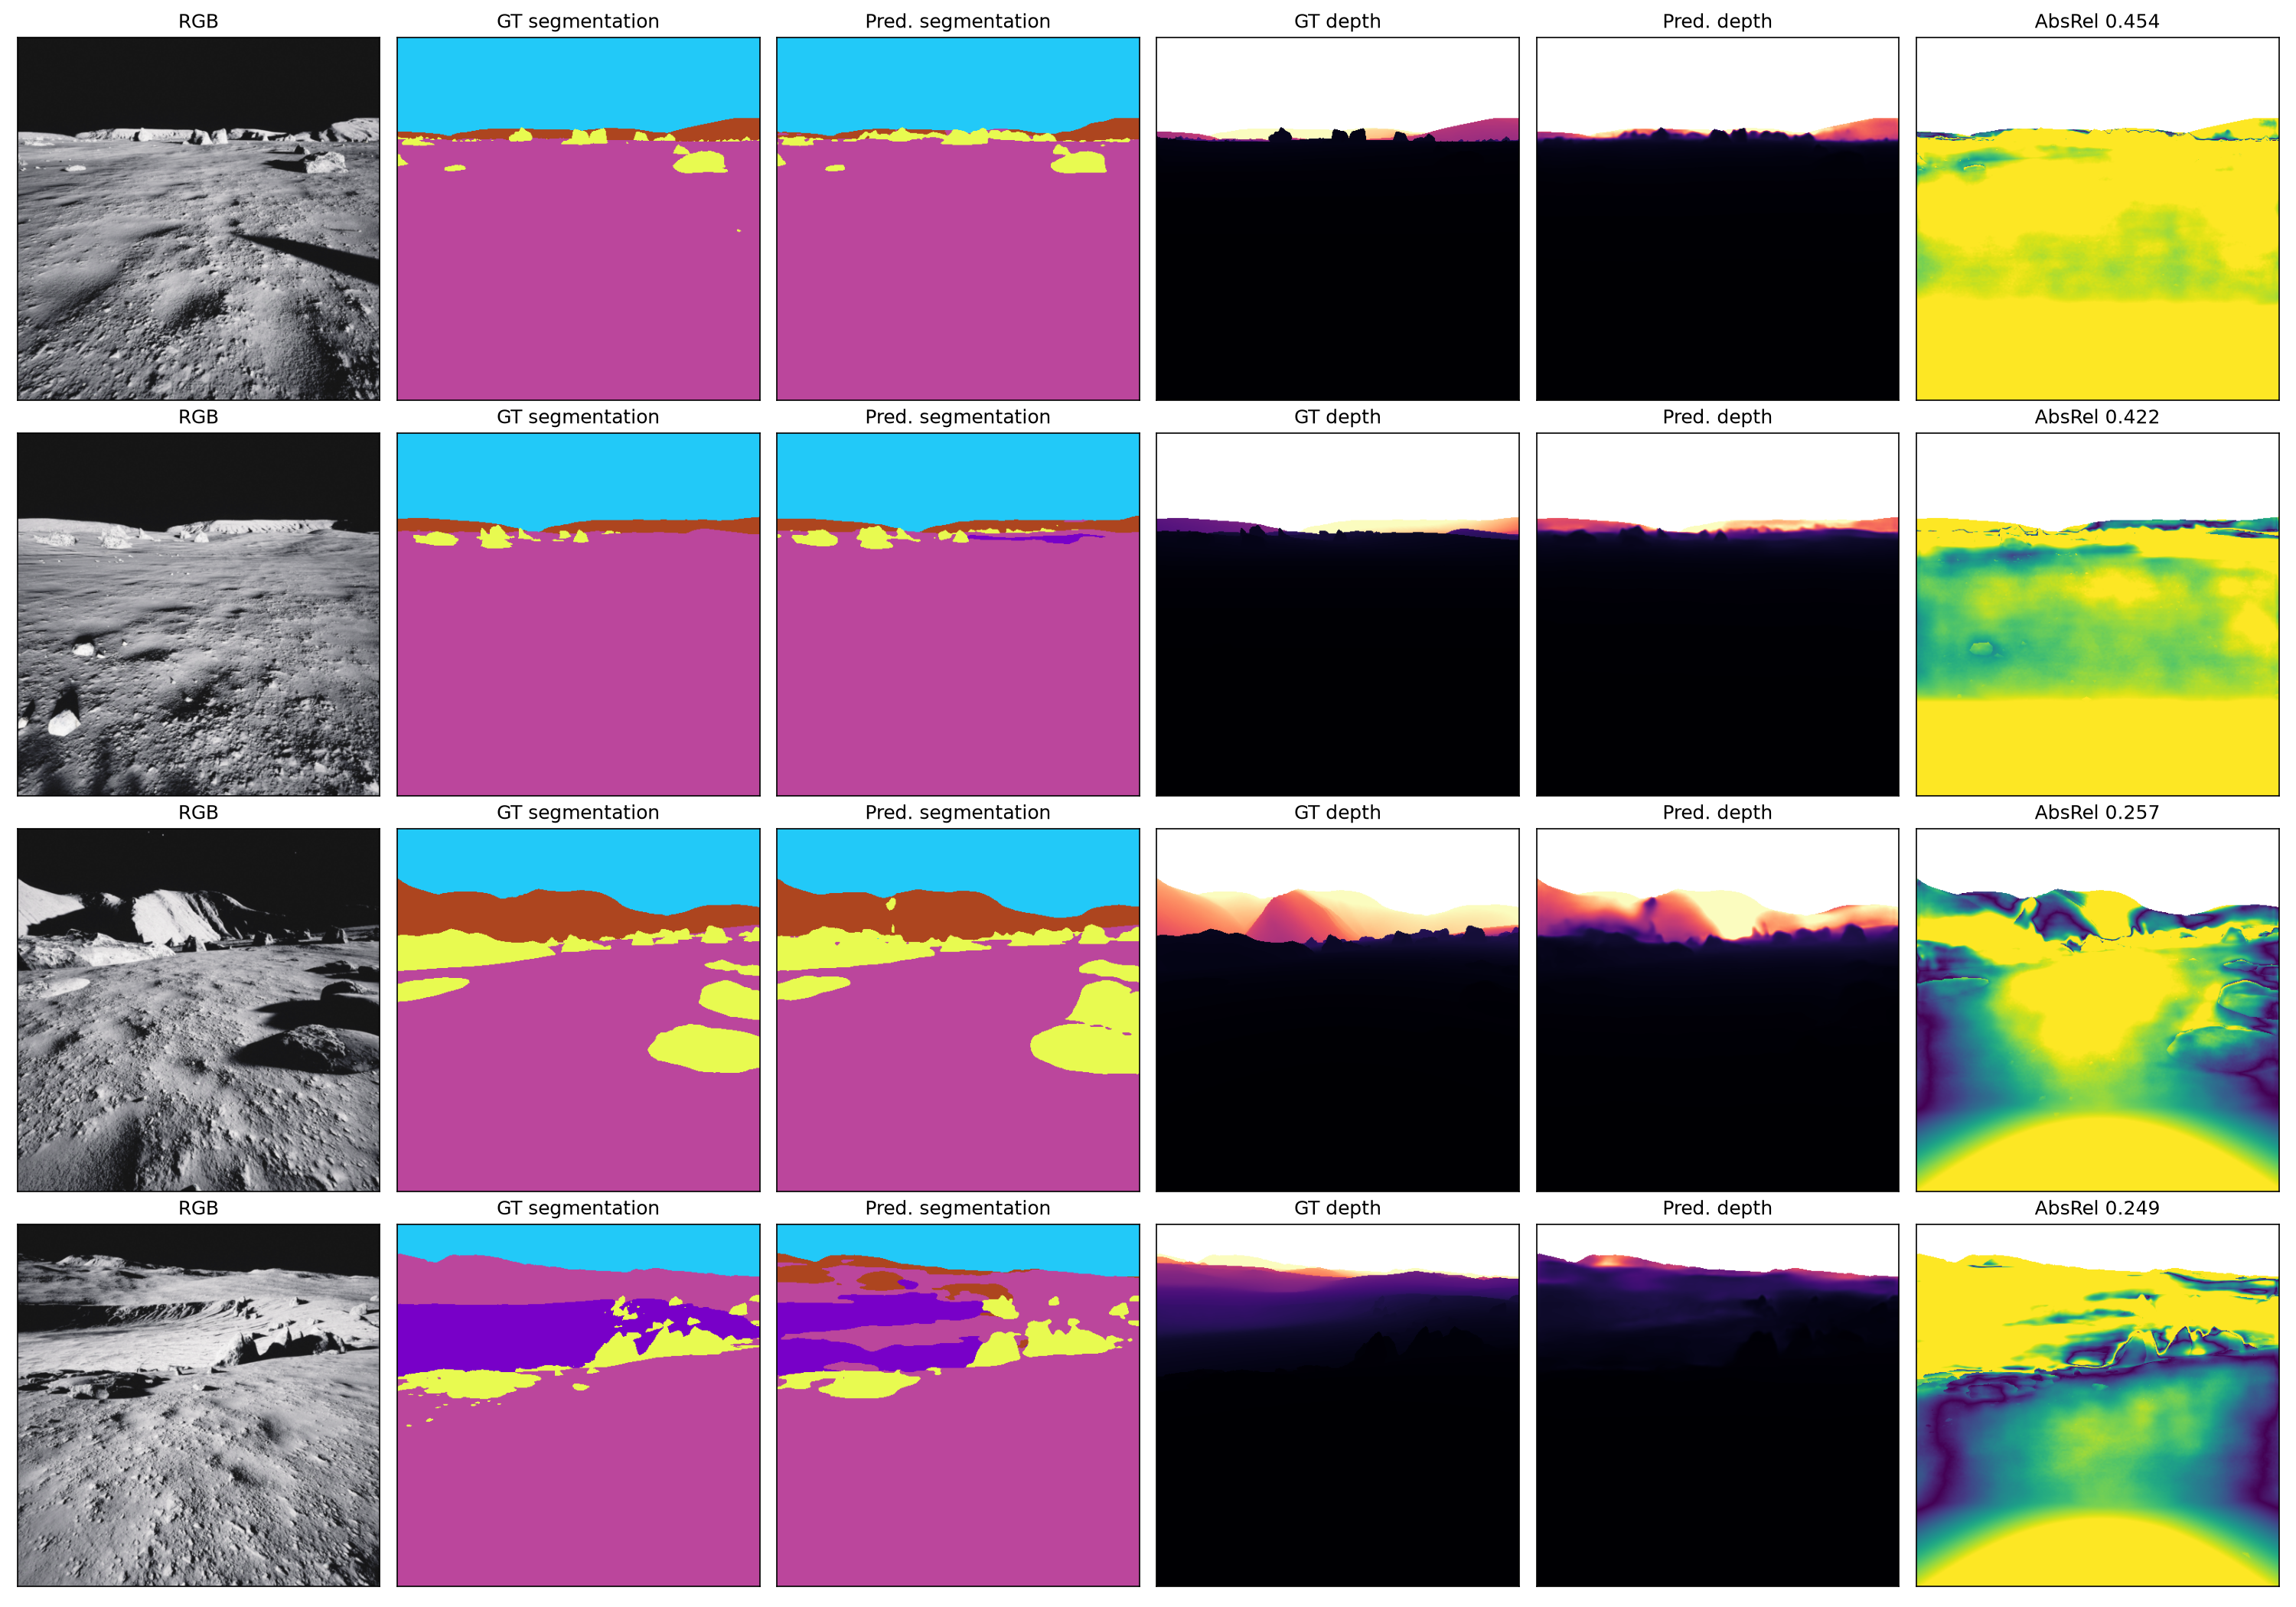 RGB GT segmentation Pred. segmentation GT depth Pred. depth AbsRel 0.454
RGB GT segmentation Pred. segmentation GT depth Pred. depth AbsRel 0.422
RGB GT segmentation Pred. segmentation GT depth Pred. depth AbsRel 0.257
RGB GT segmentation Pred. segmentation GT depth Pred. depth AbsRel 0.249